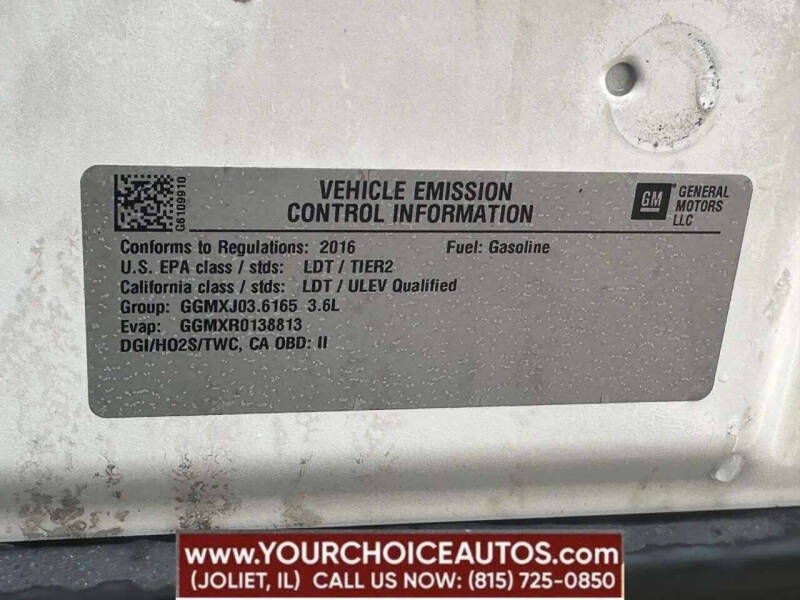 VEHICLE EMISSION
CONTROL INFORMATION
G6109910
GM
GENERAL
MOTORS
LLC
Conforms to Regulations: 2016 Fuel: Gasoline
U.S. EPA class / stds: LDT / TIER2
California class / stds: LDT / ULEV Qualified
Group: GGMXJ03.6165 3.6L
Evap: GGMXR0138813
DGI/HO2S/TWC, CA OBD: II
www.YOURCHOICEAUTOS.com
(JOLIET, IL) CALL US NOW: (815) 725-0850